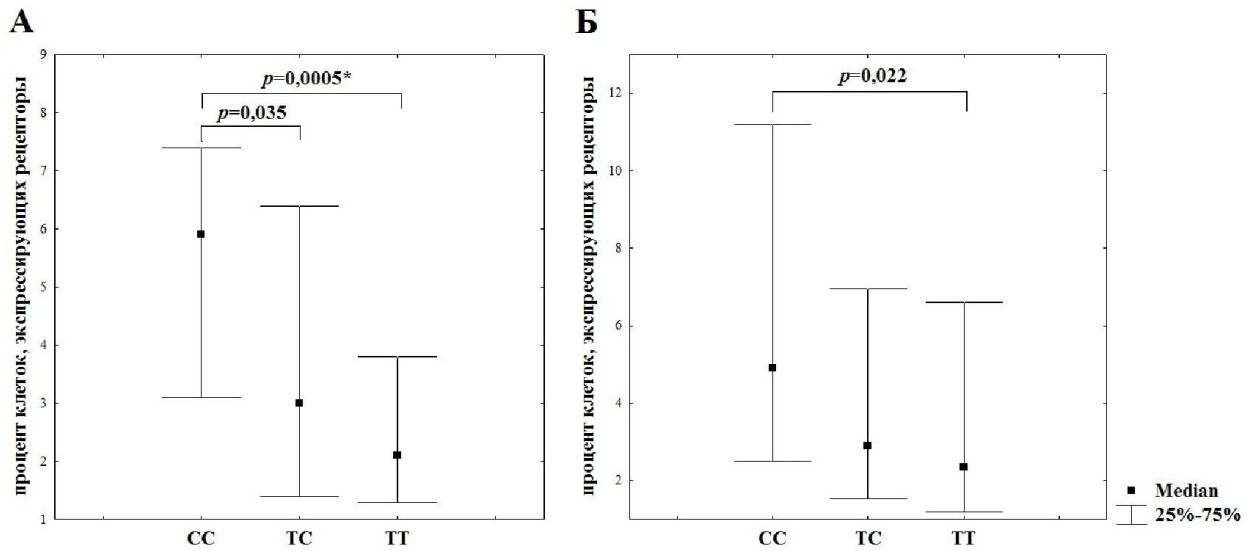 А
процент клеток, экспрессирующих рецепторы
9
8
7
6
5
4
3
2
1
p=0,0005*
p=0,035
CC
TC
TT
Б
процент клеток, экспрессирующих рецепторы
12
10
8
6
4
2
p=0,022
CC
TC
TT
Median
25%-75%